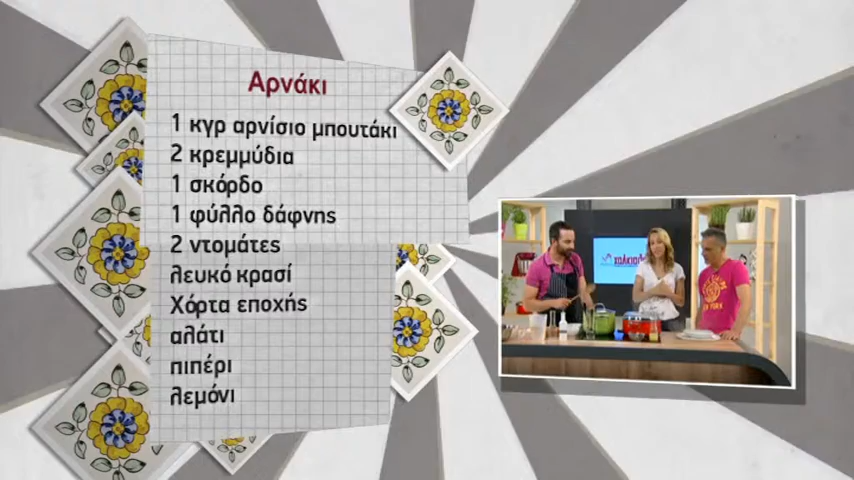 Αρνάκι
1 κγρ αρνίσιο μπουτάκι
2 κρεμμύδια
1 σκόρδο
1 φύλλο δάφνης
2 ντομάτες
λευκό κρασί
Χόρτα εποχής
αλάτι
πιπέρι
λεμόνι